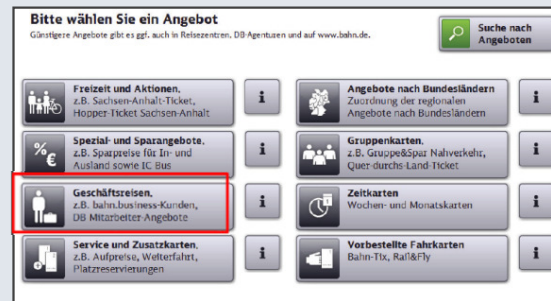 Bitte wählen Sie ein Angebot
Günstigere Angebote gibt es ggf. auch in Reisezentren, DB-Agentusen und auf www.bahn.de.
Suche nach
Angeboten
Freizeit und Aktionen,
z.B. Sachsen-Anhalt-Ticket,
Hopper-Ticket Sachsen-Anhalt
i
Angebote nach Bundesländern
Zuordnung der regionalen
Angebote nach Bundesländern
i
%
€
Spezial- und Sparangebote,
z.B. Sparpreise für In- und
Ausland sowie IC Bus
i
Gruppenkarten,
z.B. Gruppe&Spar Nahverkehr,
Quer-durchs-Land-Ticket
i
Geschäftsreisen,
z.B. bahn.business-Kunden,
DB Mitarbeiter-Angebote
i
Zeitkarten
Wochen- und Monatskarten
i
Service und Zusatzkarten,
z.B. Aufpreise, Weiterfahrt,
Platzreservierungen
i
Vorbestellte Fahrkarten
Bahn-Tix, Rail&Fly
i